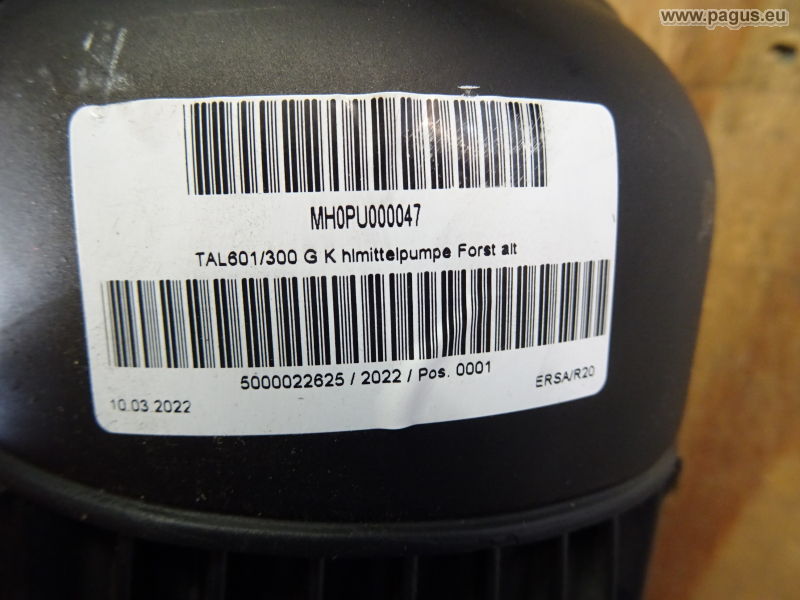 www.pagus.eu
MH0PU000047
TAL601/300 G K hlmittelpumpe Forst alt
5000022625 / 2022 / Pos. 0001
10.03.2022
ERSA/R20